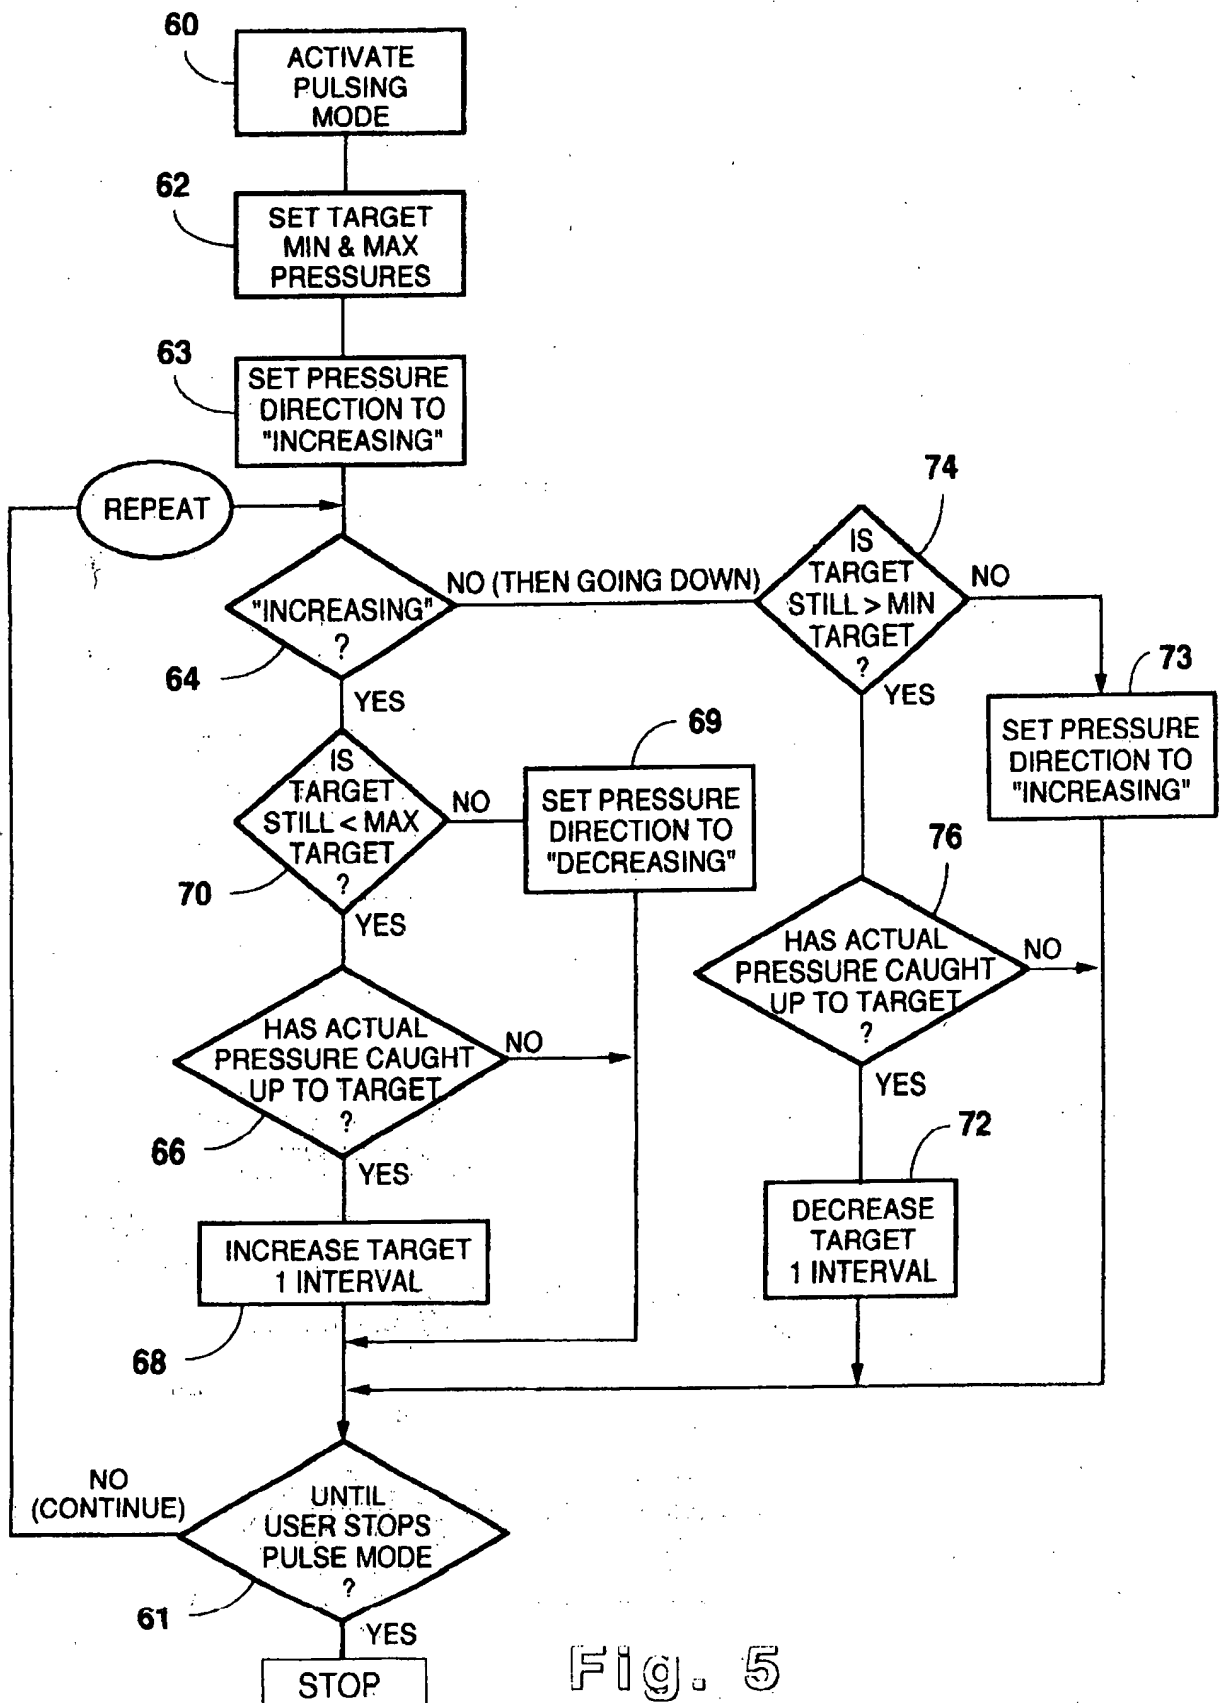 60
ACTIVATE
PULSING
MODE
62
SET TARGET
MIN & MAX
PRESSURES
63
SET PRESSURE
DIRECTION TO
"INCREASING"
REPEAT
"INCREASING"
?
64
NO (THEN GOING DOWN)
YES
74
IS
TARGET
STILL > MIN
TARGET
?
NO
YES
73
SET PRESSURE
DIRECTION TO
"INCREASING"
IS
TARGET
STILL < MAX
TARGET
?
70
NO
YES
69
SET PRESSURE
DIRECTION TO
"DECREASING"
76
HAS ACTUAL
PRESSURE CAUGHT
UP TO TARGET
?
NO
YES
HAS ACTUAL
PRESSURE CAUGHT
UP TO TARGET
?
66
NO
YES
72
DECREASE
TARGET
1 INTERVAL
INCREASE TARGET
1 INTERVAL
68
NO
(CONTINUE)
UNTIL
USER STOPS
PULSE MODE
?
61
YES
STOP
Fig. 5